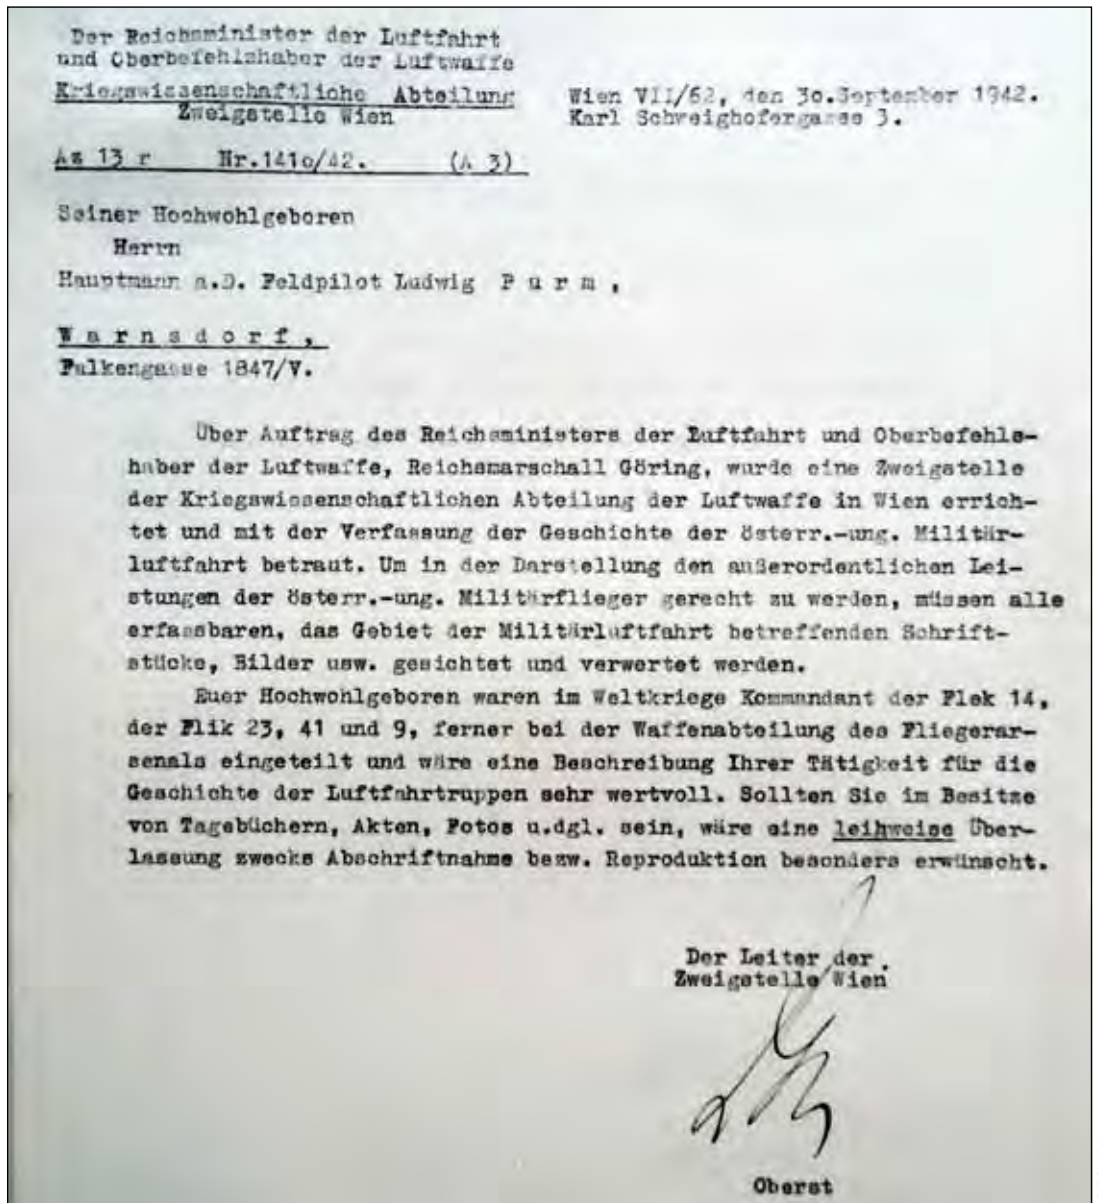 Der Reichsminister der Luftfahrt
und Oberbefehlshaber der Luftwaffe
Kriegswissenschaftliche Abteilung
Zweigstelle Wien
Wien VII/62, den 30.September 1942.
Karl Schweighofergasse 3.
Az 13 r Nr.141o/42. (A 3)
Seiner Hochwohlgeboren
Herrn
Hauptmann a.D. Feldpilot Ludwig P u r m ,
W a r n s d o r f ,
Falkengasse 1847/V.
Über Auftrag des Reichsministers der Luftfahrt und Oberbefehls-
haber der Luftwaffe, Reichsmarschall Göring, wurde eine Zweigstelle
der Kriegswissenschaftlichen Abteilung der Luftwaffe in Wien errich-
tet und mit der Verfassung der Geschichte der österr.-ung. Militär-
luftfahrt betraut. Um in der Darstellung den außerordentlichen Lei-
stungen der österr.-ung. Militärflieger gerecht zu werden, müssen alle
erfassbaren, das Gebiet der Militärluftfahrt betreffenden Schrift-
stücke, Bilder usw. gesichtet und verwertet werden.
Euer Hochwohlgeboren waren im Weltkriege Kommandant der Flek 14,
der Flik 23, 41 und 9, ferner bei der Waffenabteilung des Fliegerar-
senals eingeteilt und wäre eine Beschreibung Ihrer Tätigkeit für die
Geschichte der Luftfahrtruppen sehr wertvoll. Sollten Sie im Besitze
von Tagebüchern, Akten, Fotos u.dgl. sein, wäre eine leihweise Über-
lassung zwecks Abschriftnahme bezw. Reproduktion besonders erwünscht.
Der Leiter der
Zweigstelle Wien
Oberst